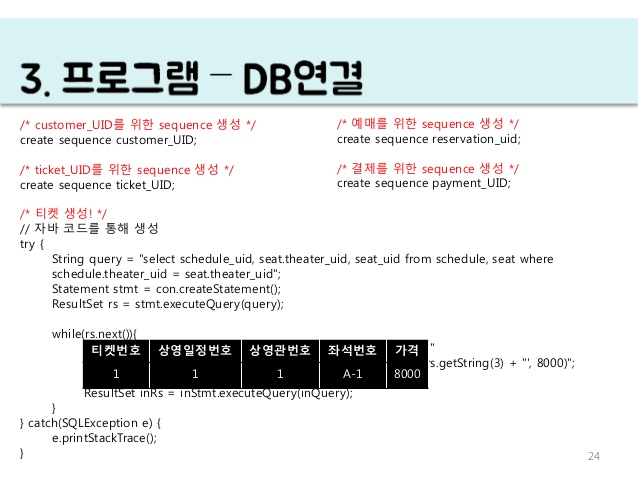 3. 프로그램 – DB연결
/* customer_UID를 위한 sequence 생성 */
create sequence customer_UID;
/* ticket_UID를 위한 sequence 생성 */
create sequence ticket_UID;
/* 예매를 위한 sequence 생성 */
create sequence reservation_uid;
/* 결제를 위한 sequence 생성 */
create sequence payment_UID;
/* 티켓 생성! */
// 자바 코드를 통해 생성
try {
String query = "select schedule_uid, seat.theater_uid, seat_uid from schedule, seat where
schedule.theater_uid = seat.theater_uid";
Statement stmt = con.createStatement();
ResultSet rs = stmt.executeQuery(query);
while(rs.next()){
"
티켓번호 상영일정번호 상영관번호 좌석번호 가격
rs.getString(3) + "', 8000)";
1 1 1 A-1 8000
ResultSet inRs = inStmt.executeQuery(inQuery);
}
} catch(SQLException e) {
e.printStackTrace();
}
24